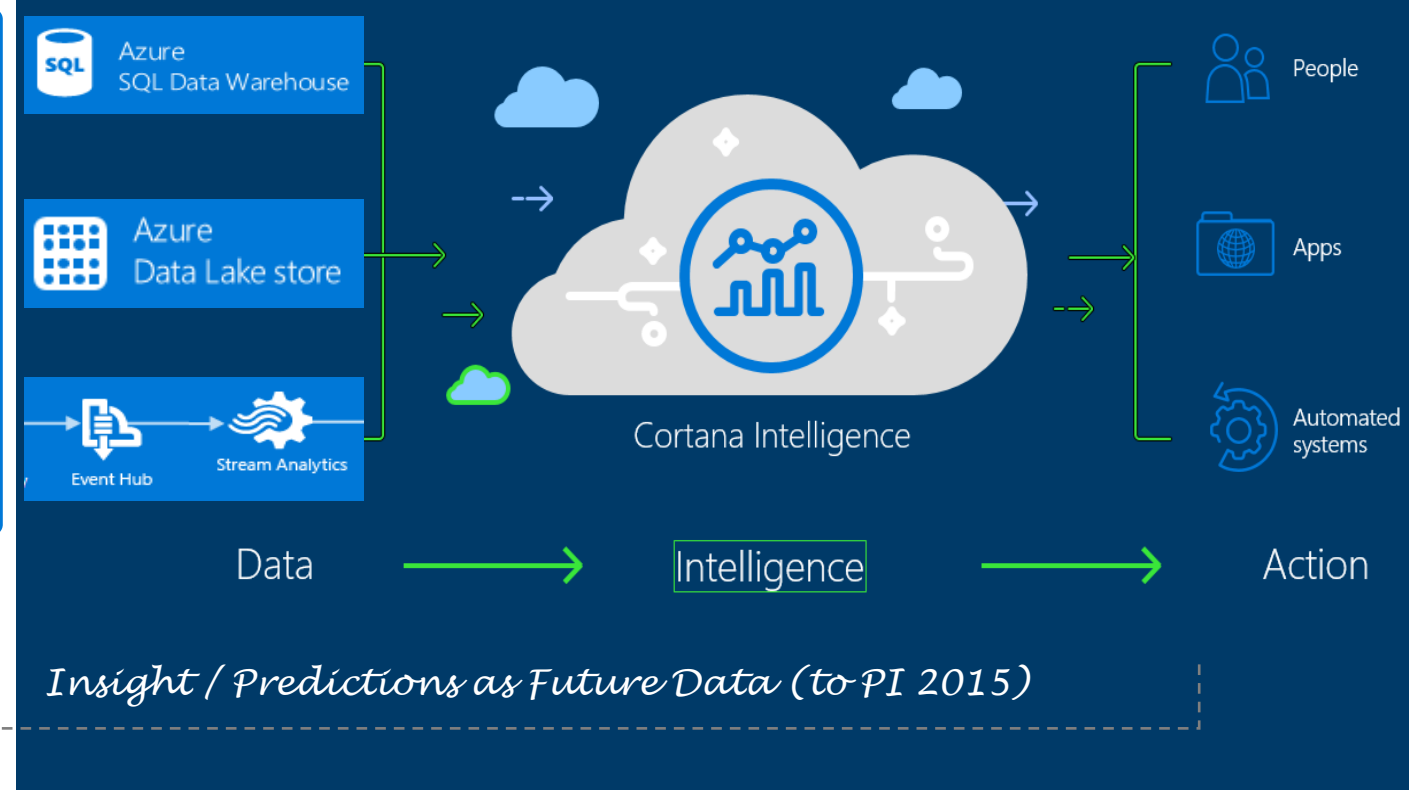 SQL
Azure
SQL Data Warehouse
Azure
Data Lake store
Event Hub
Stream Analytics
Cortana Intelligence
People
Apps
Automated
systems
Data
Intelligence
Action
Insight / Predictions as Future Data (to PI 2015)